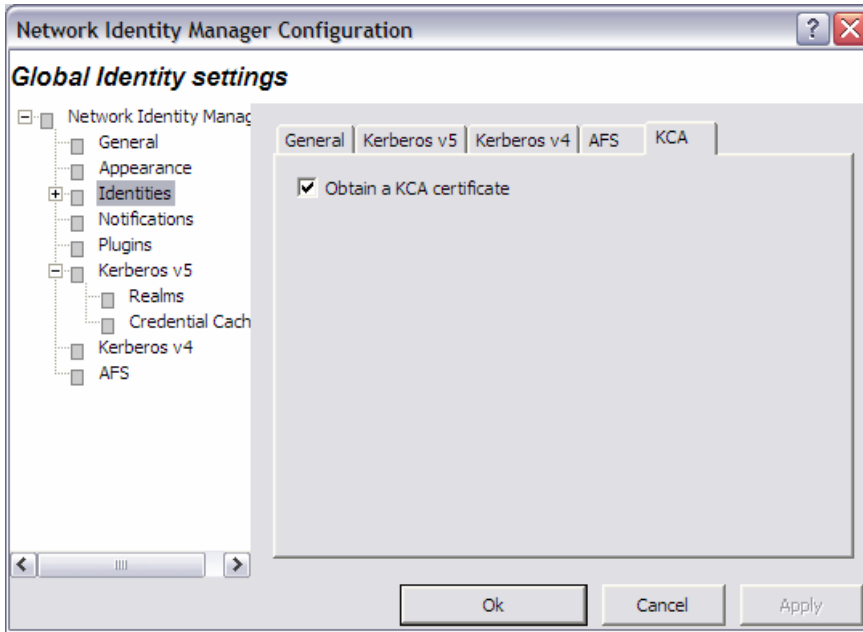 Network Identity Manager Configuration
Global Identity settings
Network Identity Manag
General
Appearance
Identities
Notifications
Plugins
Kerberos v5
Realms
Credential Cach
Kerberos v4
AFS
General Kerberos v5 Kerberos v4 AFS KCA
Obtain a KCA certificate
Ok Cancel Apply